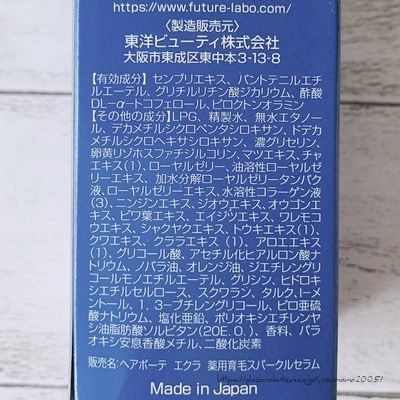 https://www.future-labo.com/
〈製造販売元〉
東洋ビューティ株式会社
大阪市東成区東中本3-13-8
【有効成分】センブリエキス、パントテニルエチ
ルエーテル、グリチルリチン酸ジカリウム、酢酸
DL-α-トコフェロール、ピロクトンオラミン
【その他の成分】LPG、精製水、無水エタノー
ル、デカメチルシクロペンタシロキサン、ドデカ
メチルシクロヘキサシロキサン、濃グリセリン、
卵黄リゾホスファチジルコリン、マツエキス、チャ
エキス(1)、ローヤルゼリー、油溶性ローヤルゼ
リーエキス、加水分解ローヤルゼリータンパク
液、ローヤルゼリーエキス、水溶性コラーゲン液
(3)、ニンジンエキス、ジオウエキス、オウゴンエ
キス、ビワ葉エキス、エイジツエキス、ワレモコ
ウエキス、シャクヤクエキス、トウキエキス(1)、
クワエキス、クララエキス(1)、アロエエキス
(1)、グリコール酸、アセチル化ヒアルロン酸ナ
トリウム、ノバラ油、オレンジ油、ジエチレングリ
コールモノエチルエーテル、グリシン、ヒドロキ
シエチルセルロース、スクワラン、タルク、l-メ
ントール、1，3-ブチレングリコール、ピロ亜硫
酸ナトリウム、塩化亜鉛、ポリオキシエチレンヤ
シ油脂肪酸ソルビタン(20E.O.)、香料、パラ
オキシ安息香酸メチル、二酸化炭素
販売名：ヘアボーテ エクラ 薬用育毛スパークルセラム
Made in Japan